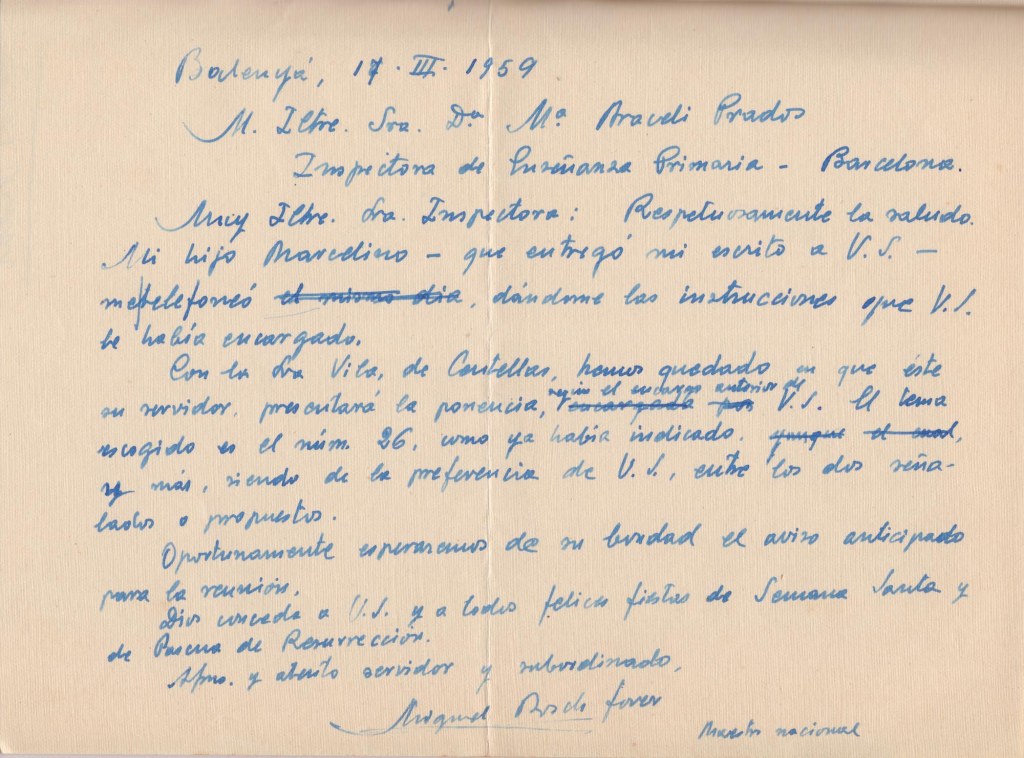 Balenyá, 17 · III · 1959
M. Iltre. Sra. Dª Mª Araceli Prados
Inspectora de Enseñanza Primaria - Barcelona.
Muy Iltre. Sra. Inspectora: Respetuosamente la saludo.
Mi hijo Marcelino - que entregó mi escrito a V.S. -
me telefoneó el mismo dia, dándome las instrucciones que V.S.
le había encargado.
Con la Sra Vila, de Centellas, hemos quedado en que éste
según el encargo anterior de
su servidor, presentará la ponencia, encargada por V.S. El tema
escogido es el núm. 26, como ya había indicado, el cual,
y más, siendo de la preferencia de V.S., entre los dos seña-
lados o propuestos.
Oportunamente esperaremos de su bondad el aviso anticipado
para la reunión.
Dios conceda a V.S. y a todos felices fiestas de Semana Santa y
de Pascua de Resurrección.
Afmo. y atento servidor y subordinado,
Miguel Bosch
Maestro nacional